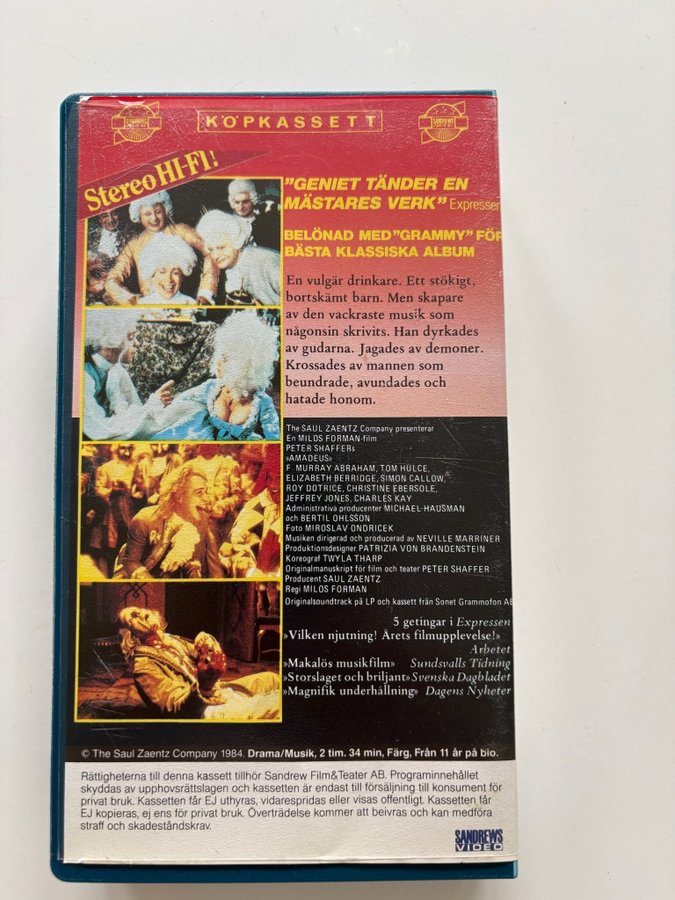 KÖPKASSETT
SANDREWS
SANDREWS
Stereo HI-FI!
"GENIET TÄNDER EN
MÄSTARES VERK" Expressen
BELÖNAD MED "GRAMMY" FÖR
BÄSTA KLASSISKA ALBUM
En vulgär drinkare. Ett stökigt,
bortskämt barn. Men skapare
av den vackraste musik som
någonsin skrivits. Han dyrkades
av gudarna. Jagades av demoner.
Krossades av mannen som
beundrade, avundades och
hatade honom.
The SAUL ZAENTZ Company presenterar
En MILOS FORMAN-film
PETER SHAFFERs
»AMADEUS»
F. MURRAY ABRAHAM, TOM HULCE,
ELIZABETH BERRIDGE, SIMON CALLOW,
ROY DOTRICE, CHRISTINE EBERSOLE,
JEFFREY JONES, CHARLES KAY
Administrativa producenter MICHAEL HAUSMAN
och BERTIL OHLSSON
Foto MIROSLAV ONDRICEK
Musiken dirigerad och producerad av NEVILLE MARRINER
Produktionsdesigner PATRIZIA VON BRANDENSTEIN
Koreograf TWYLA THARP
Originalmanuskript för film och teater PETER SHAFFER
Producent SAUL ZAENTZ
Regi MILOS FORMAN
Originalsoundtrack på LP och kassett från Sonet Grammofon AB
5 getingar i Expressen
»Vilken njutning! Årets filmupplevelse!»
Arbetet
»Makalös musikfilm» Sundsvalls Tidning
»Storslaget och briljant» Svenska Dagbladet
»Magnifik underhållning» Dagens Nyheter
© The Saul Zaentz Company 1984. Drama/Musik, 2 tim. 34 min, Färg. Från 11 år på bio.
Rättigheterna till denna kassett tillhör Sandrew Film&Teater AB. Programinnehållet
skyddas av upphovsrättslagen och kassetten är endast till försäljning till konsument för
privat bruk. Kassetten får EJ uthyras, vidarespridas eller visas offentligt. Kassetten får
EJ kopieras, ej ens för privat bruk. Överträdelse kommer att beivras och kan medföra
straff och skadeståndskrav.
SANDREWS
VIDEO